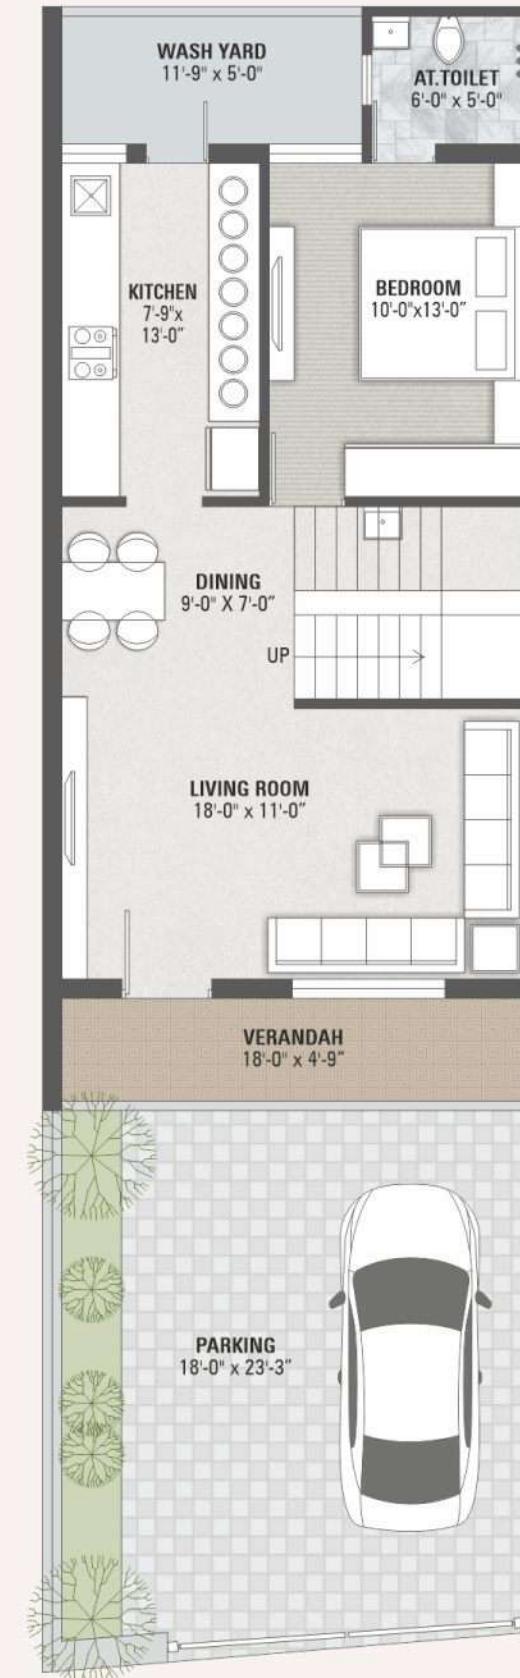 WASH YARD
11'-9" x 5'-0"
AT.TOILET
6'-0" x 5'-0"
KITCHEN
7'-9"x
13'-0"
BEDROOM
10'-0"x13'-0"
DINING
9'-0" X 7'-0"
UP
LIVING ROOM
18'-0" x 11'-0"
VERANDAH
18'-0" x 4'-9"
PARKING
18'-0" x 23'-3"